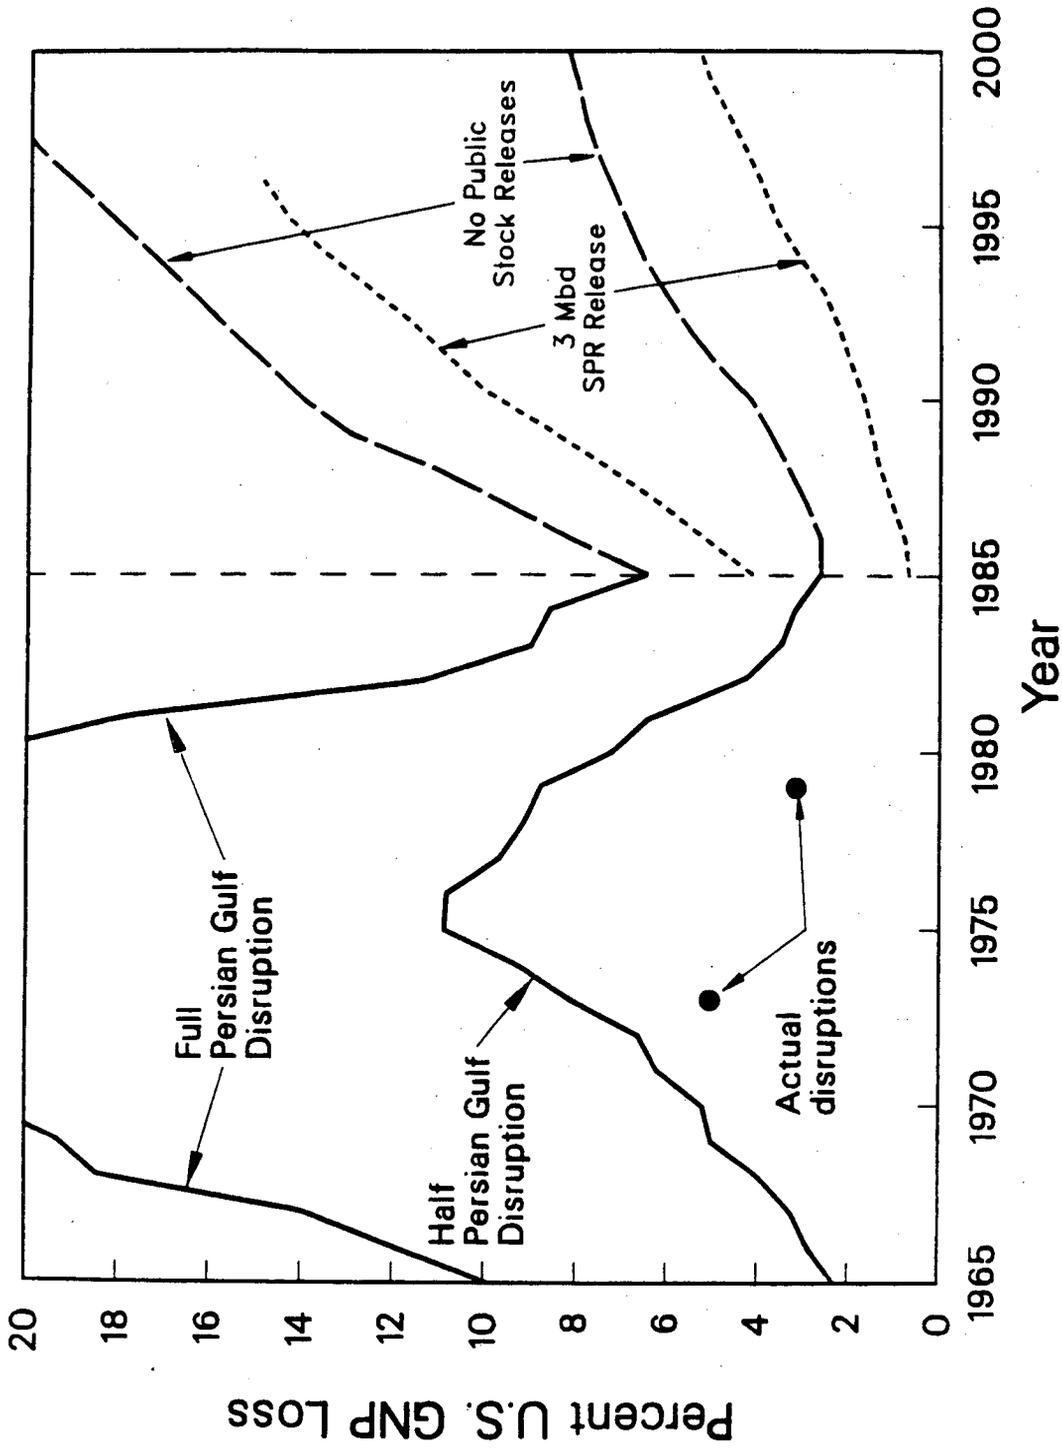 Percent U.S. GNP Loss
20
18
16
14
12
10
8
6
4
2
0
Full
Persian Gulf
Disruption
Half
Persian Gulf
Disruption
Actual
disruptions
No Public
Stock Releases
3 Mbd
SPR Release
1965
1970
1975
1980
1985
1990
1995
2000
Year